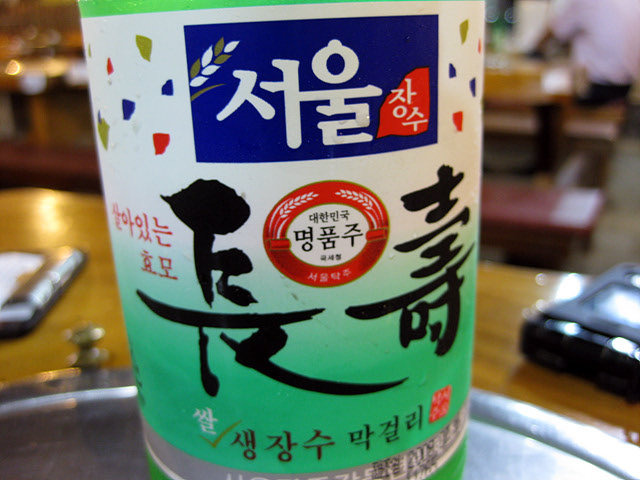 서울
장수
살아있는
효모
長壽
대한민국
명품주
국세청
서울탁주
쌀
생장수 막걸리